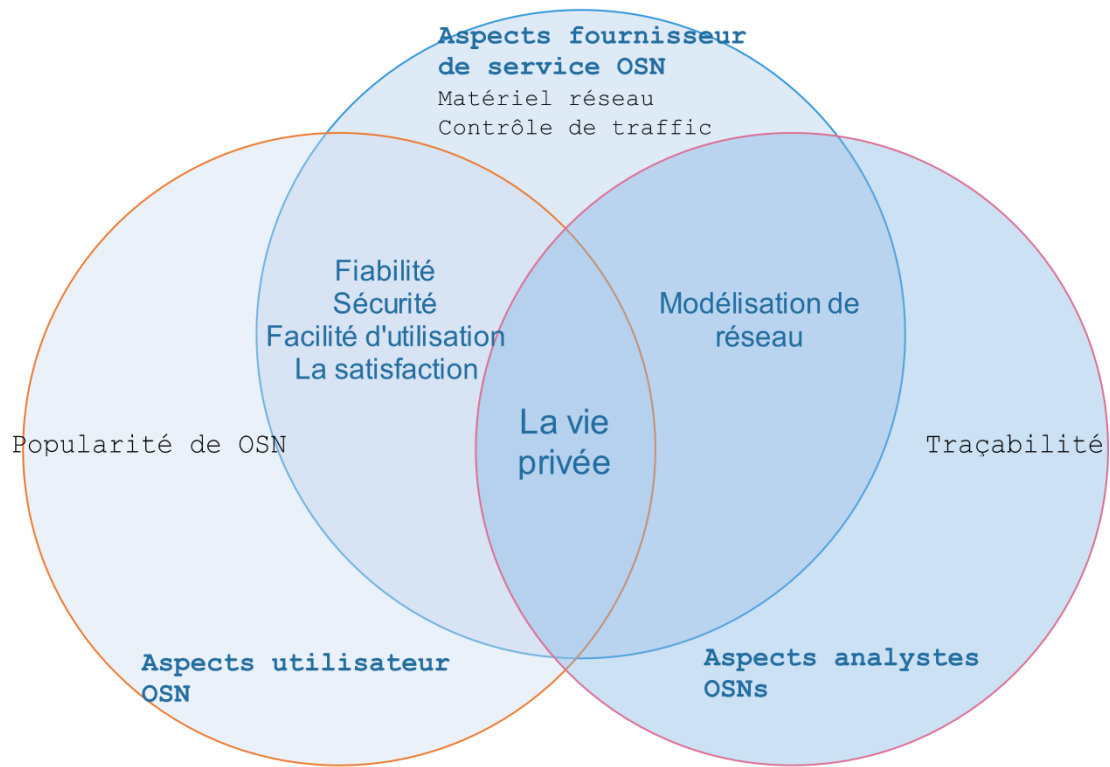 Aspects fournisseur
de service OSN
Matériel réseau
Contrôle de traffic
Fiabilité
Sécurité
Facilité d'utilisation
La satisfaction
Modélisation de
réseau
La vie
privée
Popularité de OSN
Traçabilité
Aspects utilisateur
OSN
Aspects analystes
OSNs